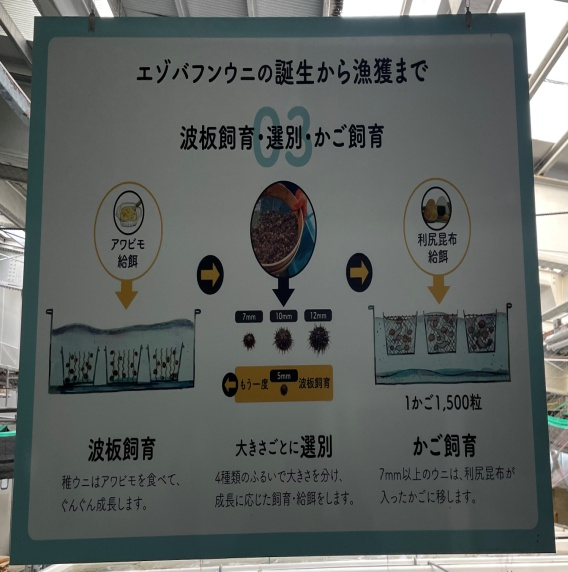 エゾバフンウニの誕生から漁獲まで
03
波板飼育・選別・かご飼育
アワビモ
給餌
利尻昆布
給餌
7mm
10mm
12mm
もう一度 5mm 波板飼育
1かご1,500粒
波板飼育
稚ウニはアワビモを食べて、
ぐんぐん成長します。
大きさごとに選別
4種類のふるいで大きさを分け、
成長に応じた飼育・給餌をします。
かご飼育
7mm以上のウニは、利尻昆布が
入ったかごに移します。